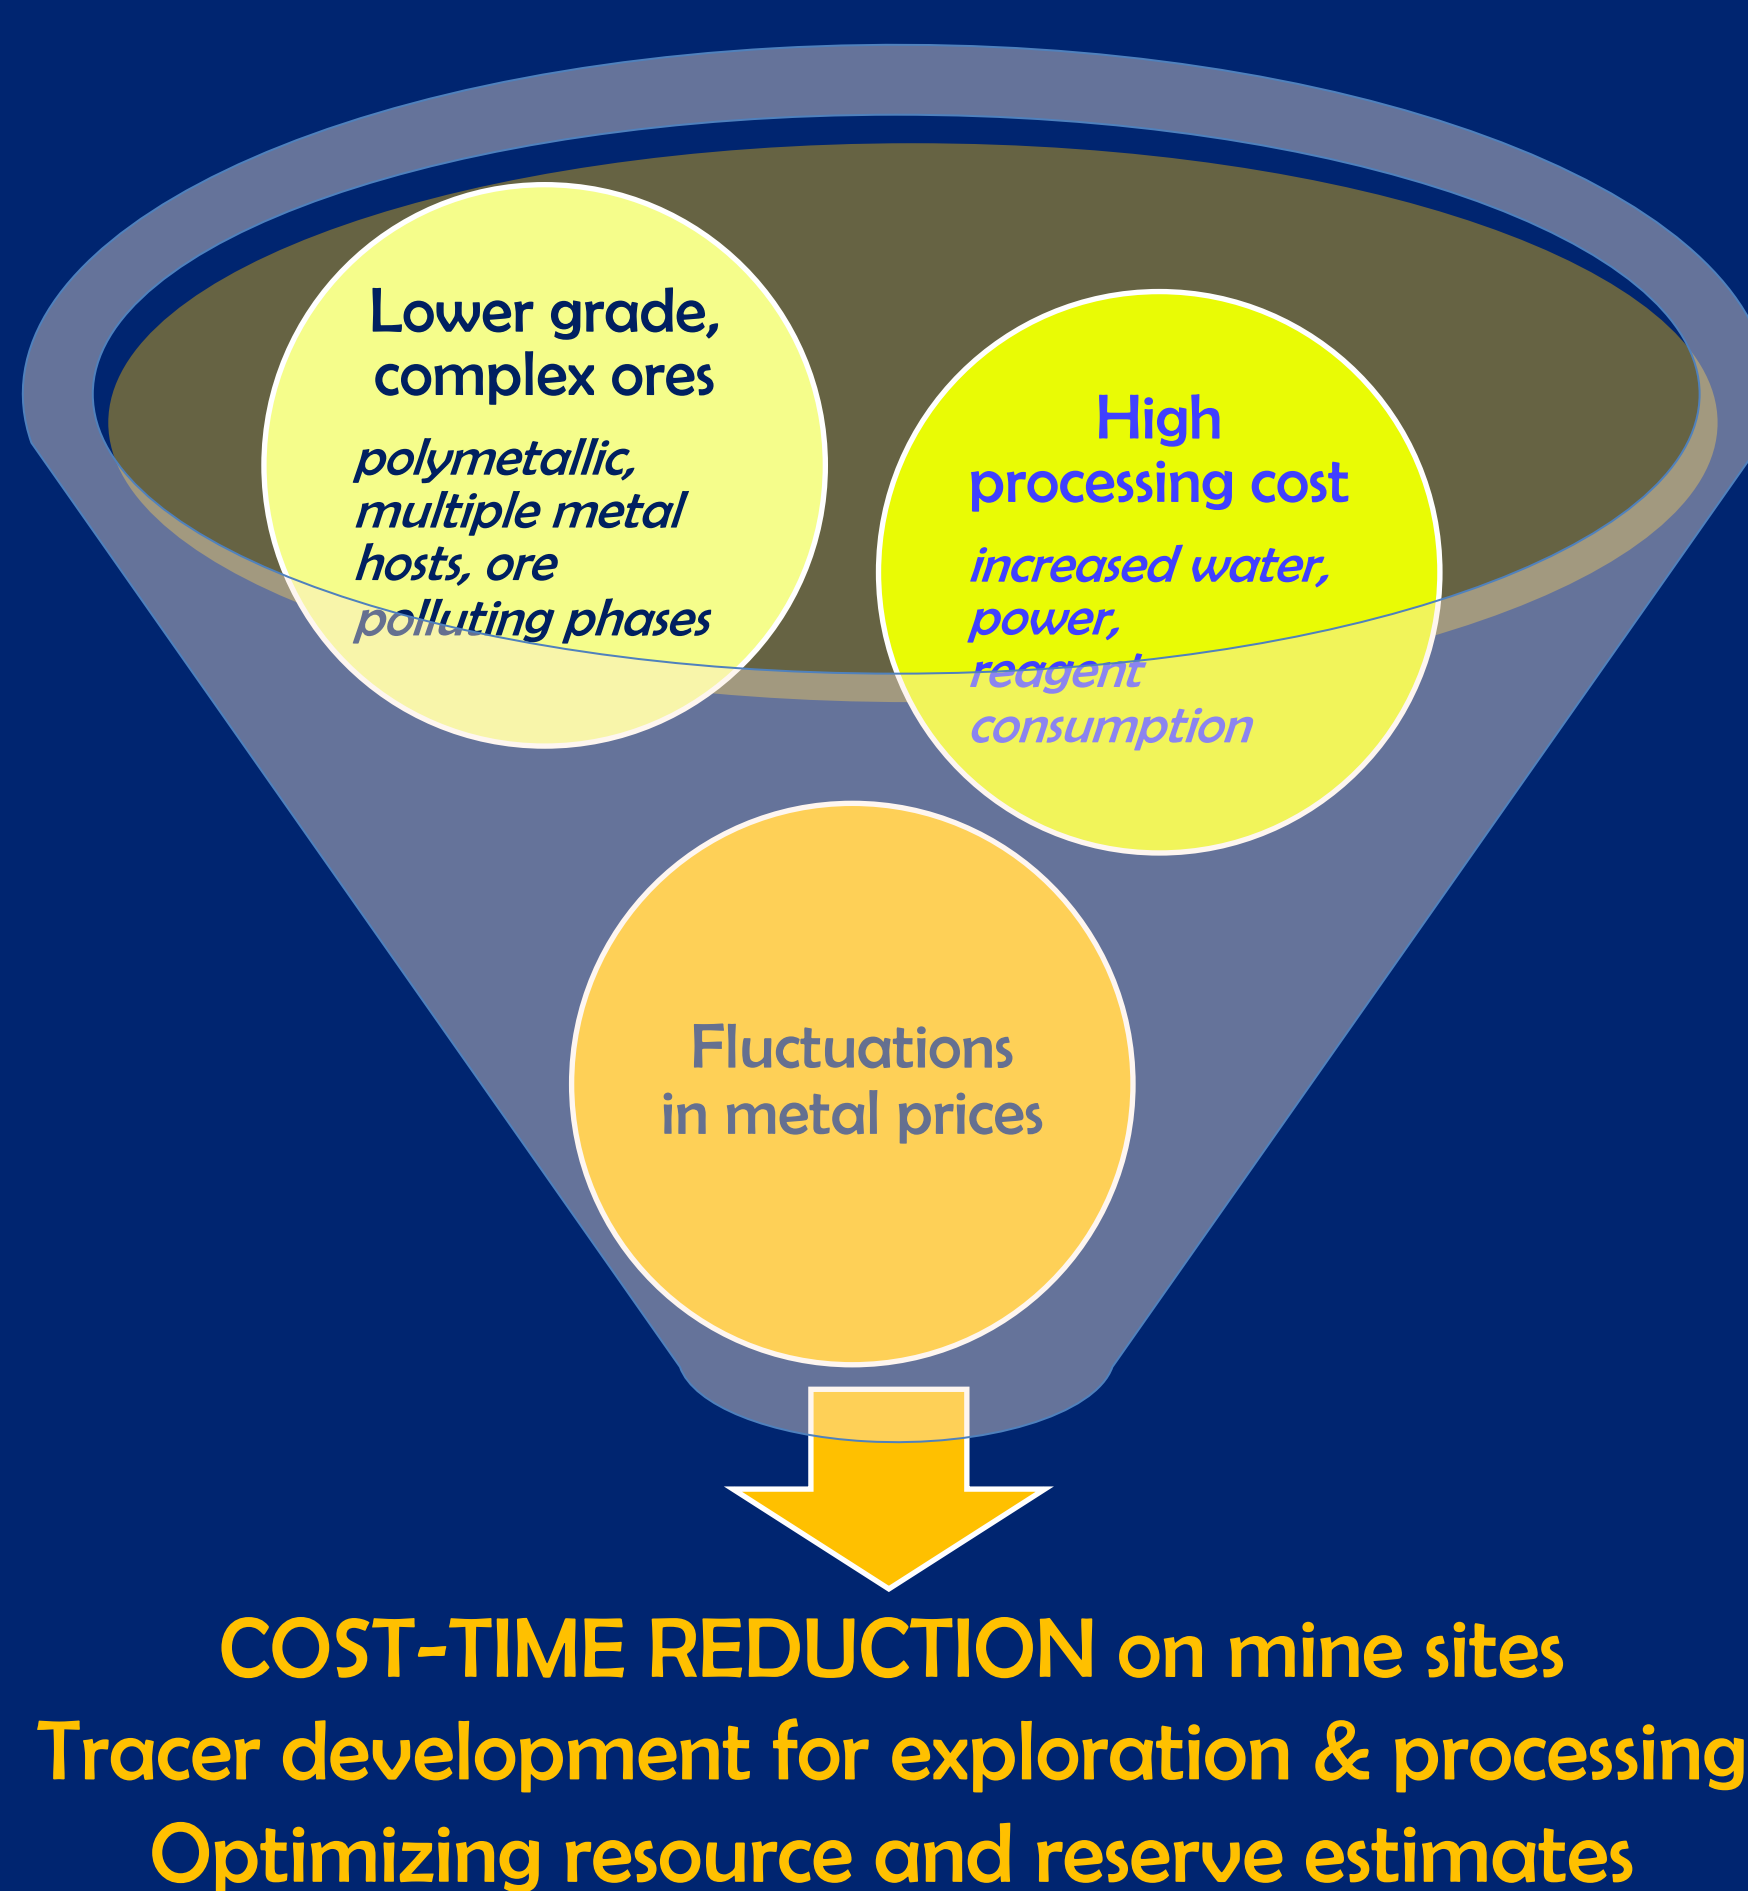 Lower grade,
complex ores
polymetallic,
multiple metal
hosts, ore
polluting phases
High
processing cost
increased water,
power,
reagent
consumption
Fluctuations
in metal prices
COST-TIME REDUCTION on mine sites
Tracer development for exploration & processing
Optimizing resource and reserve estimates